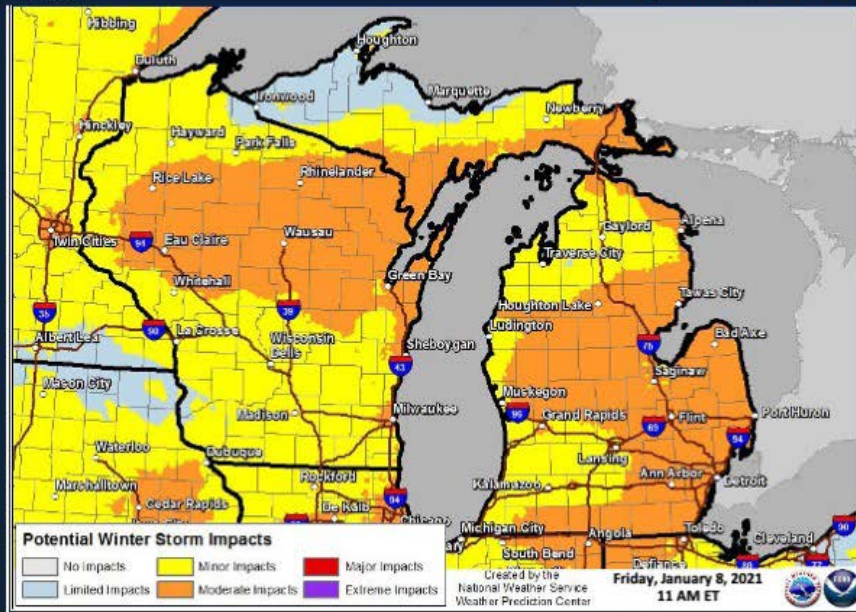 Hibbing
Houghton
Duluth
Marquette
Ironwood
Newberry
Hinckley
Hayward
Park Falls
Rice Lake
Rhinelander
Gaylord
Alpena
Twin Cities
94
Eau Claire
Wausau
Traverse City
Green Bay
Whitehall
Houghton Lake
Tawas City
35
39
Ludington
90
La Crosse
Wisconsin
Dells
Sheboygan
75
Bad Axe
Albert Lea
43
Saginaw
Mason City
Muskegon
96
Madison
Milwaukee
Grand Rapids
69
Flint
Port Huron
94
Waterloo
Dubuque
Lansing
Marshalltown
Rockford
Kalamazoo
Ann Arbor
Detroit
Cedar Rapids
De Kalb
94
Chicago
Michigan City
Angola
Toledo
Cleveland
90
South Bend
Defiance
80
77
Potential Winter Storm Impacts
No Impacts
Minor Impacts
Major Impacts
Limited Impacts
Moderate Impacts
Extreme Impacts
Created by the
National Weather Service
Weather Prediction Center
Friday, January 8, 2021
11 AM ET